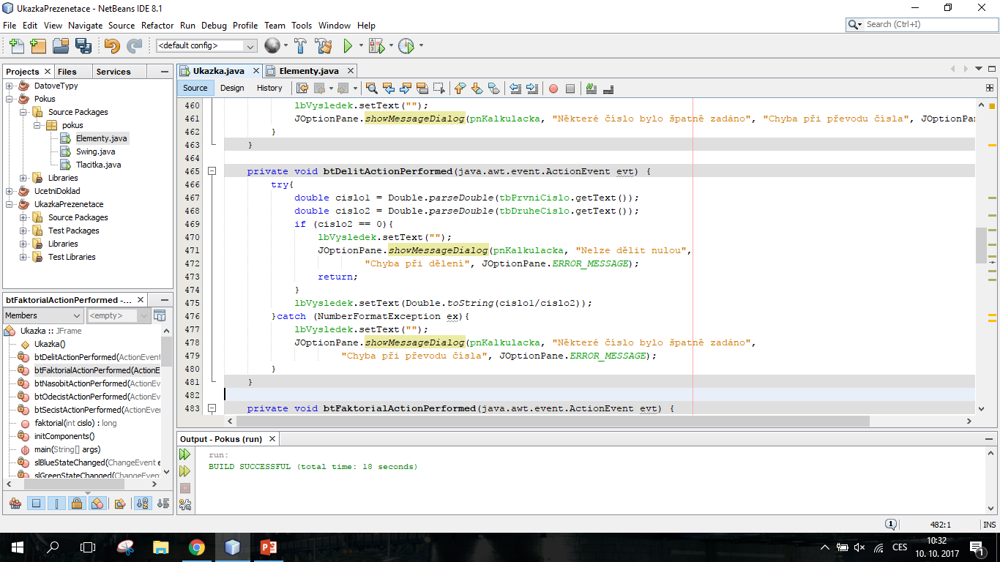 UkazkaPrezenetace - NetBeans IDE 8.1
File Edit View Navigate Source Refactor Run Debug Profile Team Tools Window Help
Search (Ctrl+I)
<default config>
Projects Files Services
DatoveTypy
Pokus
Source Packages
pokus
Elementy.java
Swing.java
Tlacitka.java
Libraries
UcetniDoklad
UkazkaPrezenetace
Source Packages
Test Packages
Libraries
Test Libraries
btFaktorialActionPerformed -...
Members <empty>
Ukazka :: JFrame
Ukazka()
btDelitActionPerformed(ActionEvent
btFaktorialActionPerformed(ActionE
btNasobitActionPerformed(ActionEv
btOdecistActionPerformed(ActionEv
btSecistActionPerformed(ActionEve
faktorial(int cislo) : long
initComponents()
main(String[] args)
slBlueStateChanged(ChangeEvent e
slGreenStateChanged(ChangeEvent
Ukazka.java Elementy.java
Source Design History
460 lbVysledek.setText("");
461 JOptionPane.showMessageDialog(pnKalkulacka, "Některé číslo bylo špatně zadáno", "Chyba při převodu čísla", JOptionPan
462 }
463 }
464
465 private void btDelitActionPerformed(java.awt.event.ActionEvent evt) {
466 try{
467 double cislo1 = Double.parseDouble(tbPrvniCislo.getText());
468 double cislo2 = Double.parseDouble(tbDruheCislo.getText());
469 if (cislo2 == 0){
470 lbVysledek.setText("");
471 JOptionPane.showMessageDialog(pnKalkulacka, "Nelze dělit nulou",
472 "Chyba při dělení", JOptionPane.ERROR_MESSAGE);
473 return;
474 }
475 lbVysledek.setText(Double.toString(cislo1/cislo2));
476 }catch (NumberFormatException ex){
477 lbVysledek.setText("");
478 JOptionPane.showMessageDialog(pnKalkulacka, "Některé číslo bylo špatně zadáno",
479 "Chyba při převodu čísla", JOptionPane.ERROR_MESSAGE);
480 }
481 }
482
483 private void btFaktorialActionPerformed(java.awt.event.ActionEvent evt) {
Output - Pokus (run)
run:
BUILD SUCCESSFUL (total time: 18 seconds)
1 482:1 INS
CES
10:32
10. 10. 2017
1